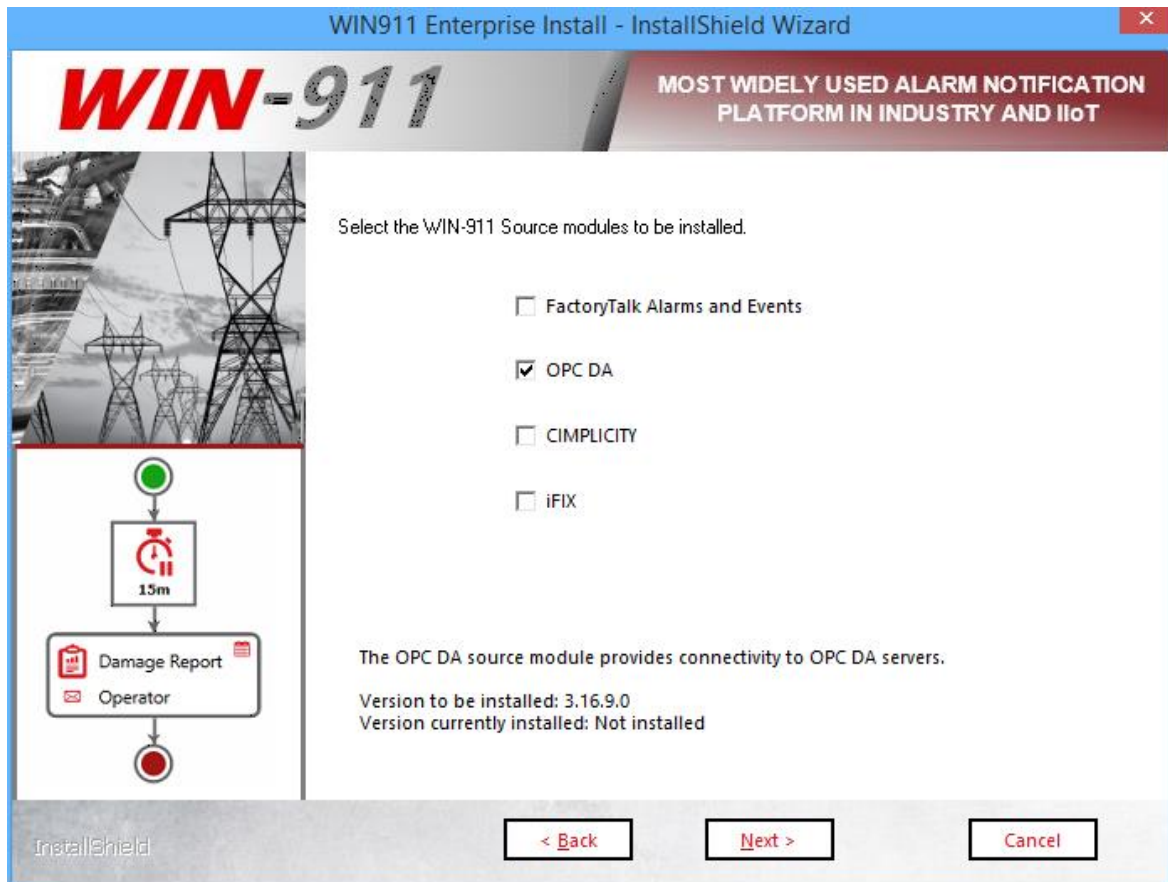 WIN911 Enterprise Install - InstallShield Wizard
WIN-911
MOST WIDELY USED ALARM NOTIFICATION
PLATFORM IN INDUSTRY AND IIoT
Select the WIN-911 Source modules to be installed.
FactoryTalk Alarms and Events
OPC DA
CIMPLICITY
iFIX
15m
Damage Report
Operator
The OPC DA source module provides connectivity to OPC DA servers.
Version to be installed: 3.16.9.0
Version currently installed: Not installed
InstallShield
< Back
Next >
Cancel